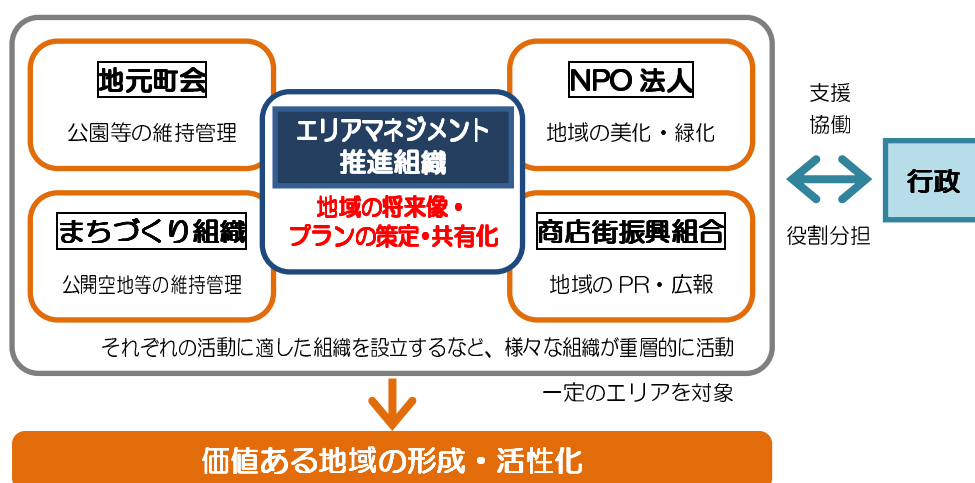 地元町会
公園等の維持管理
NPO 法人
地域の美化・緑化
エリアマネジメント
推進組織
地域の将来像・
プランの策定・共有化
まちづくり組織
公開空地等の維持管理
商店街振興組合
地域の PR・広報
それぞれの活動に適した組織を設立するなど、様々な組織が重層的に活動
一定のエリアを対象
支援
協働
役割分担
行政
価値ある地域の形成・活性化